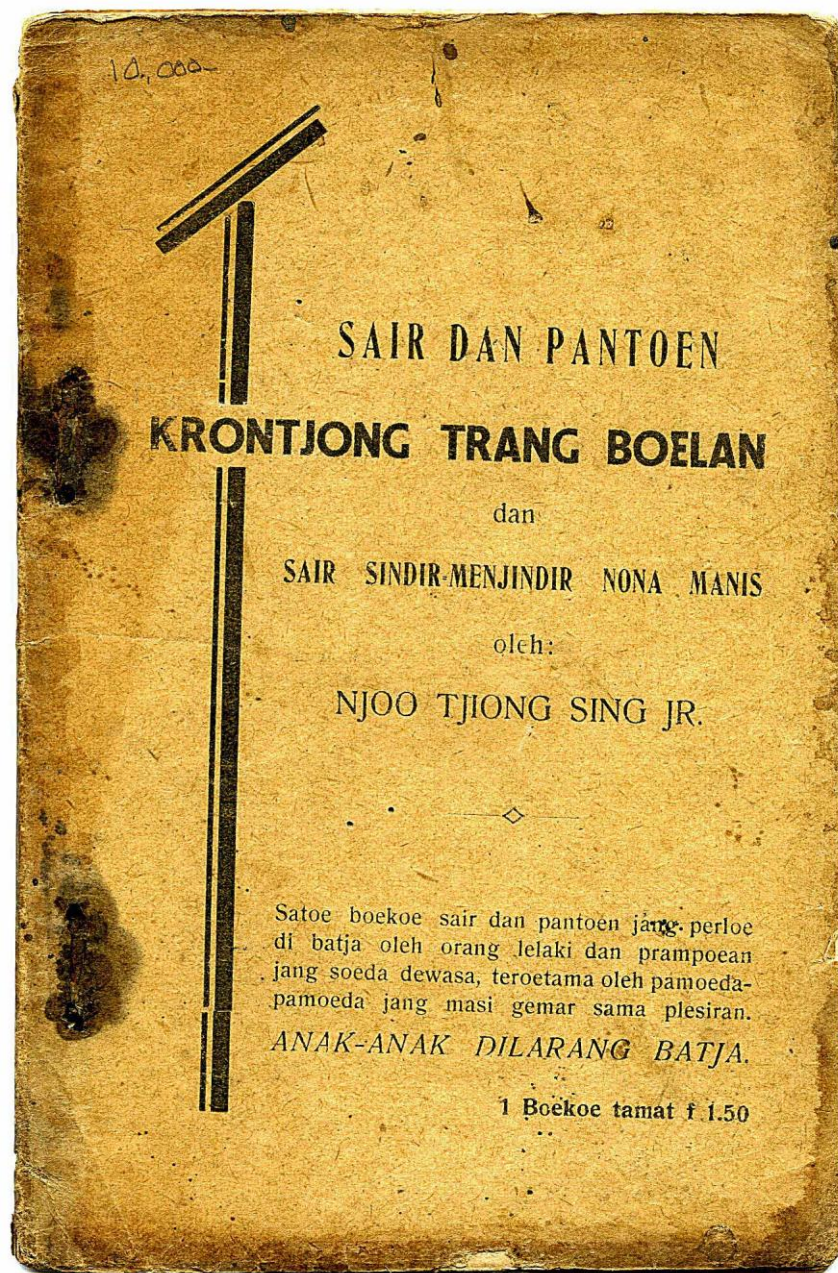 10,000-
SAIR DAN PANTOEN
KRONTJONG TRANG BOELAN
dan
SAIR SINDIR-MENJINDIR NONA MANIS
oleh:
NJOO TJIONG SING JR.
Satoe boekoe sair dan pantoen jang perloe
di batja oleh orang lelaki dan prampoean
jang soeda dewasa, teroetama oleh pamoeda-
pamoeda jang masi gemar sama plesiran.
ANAK-ANAK DILARANG BATJA.
1 Boekoe tamat f 1.50